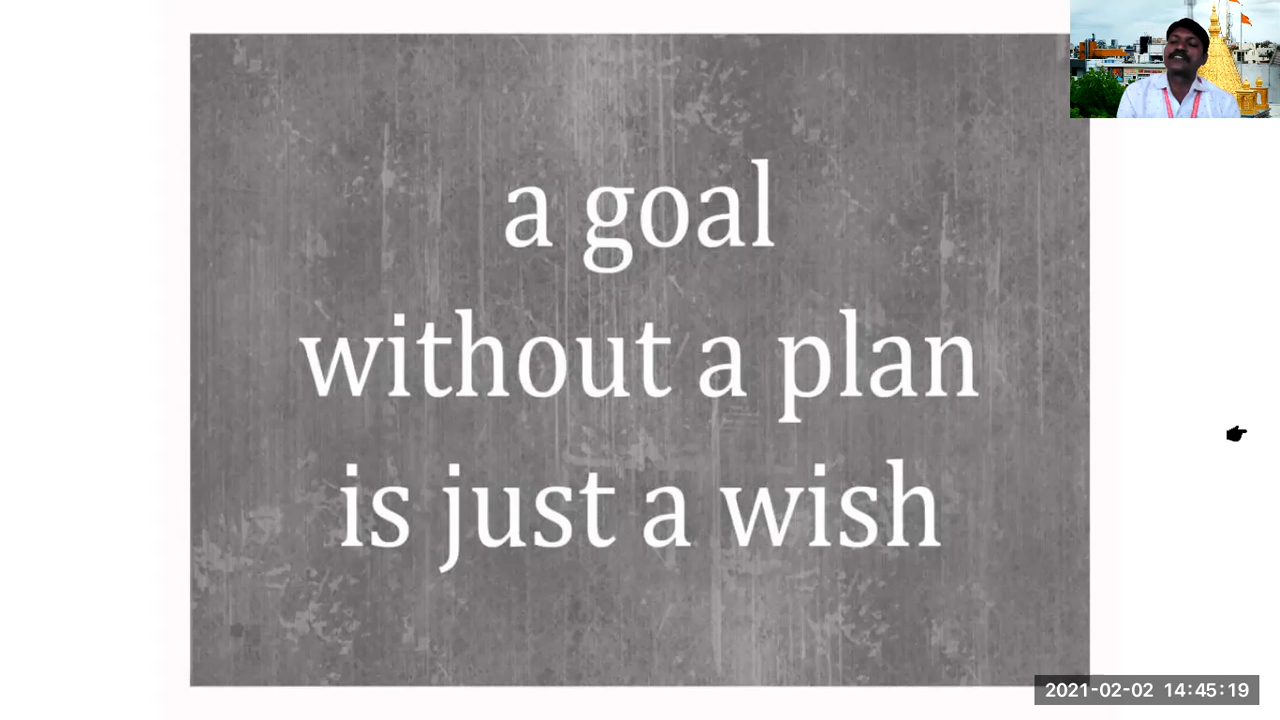 a goal
without a plan
is just a wish
2021-02-02 14:45:19